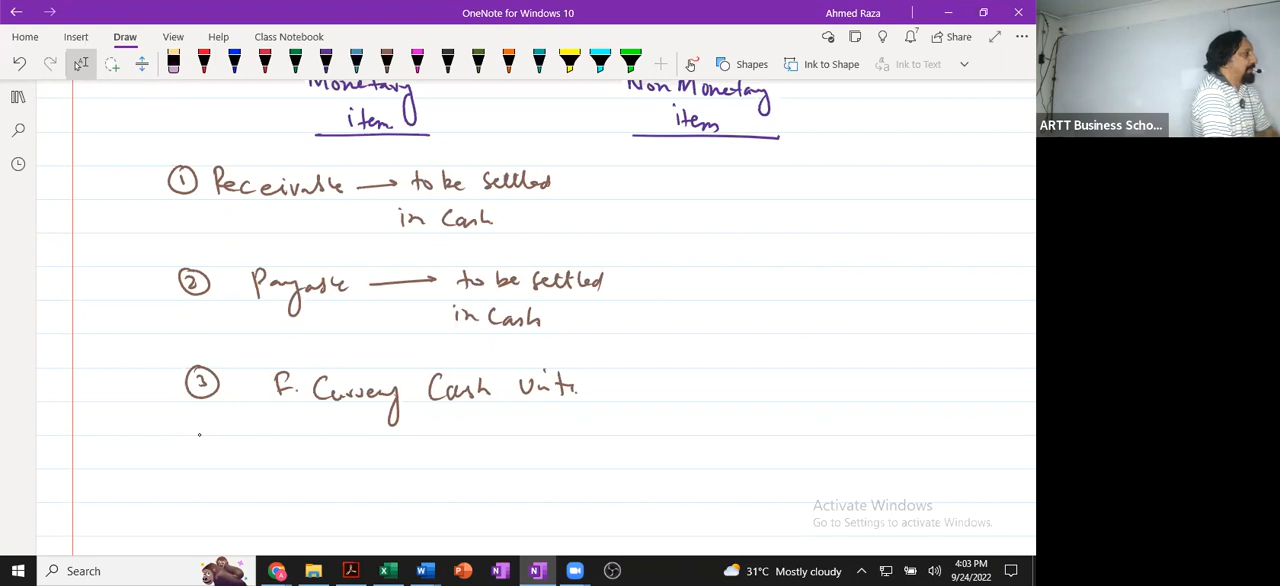 OneNote for Windows 10
Ahmed Raza
Home Insert Draw View Help Class Notebook
Share
Shapes Ink to Shape Ink to Text
Monetary
item
Non Monetary
item
ARTT Business Scho...
① Receivable → to be settled
in Cash
② Payable → to be settled
in Cash
③ F. Currency Cash Units.
Activate Windows
Go to Settings to activate Windows.
Search
31°C Mostly cloudy
4:03 PM
9/24/2022